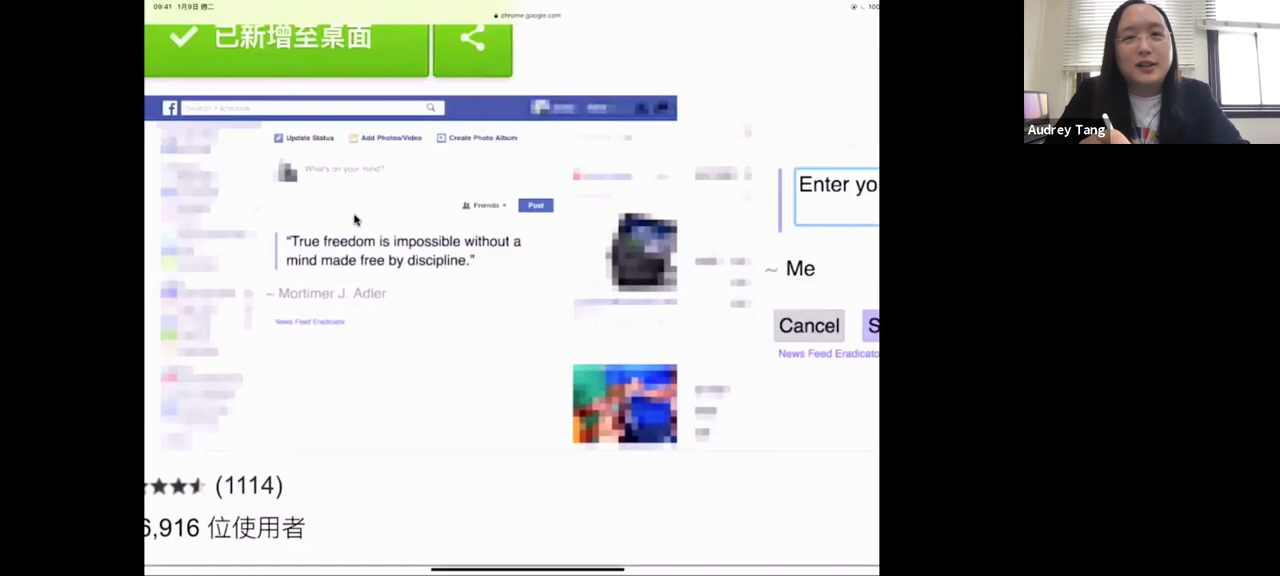 09:41 1月9日 週二
chrome.google.com
已新增至桌面
Update Status Add Photos/Video Create Photo Album
What's on your mind?
Friends Post
“True freedom is impossible without a
mind made free by discipline.”
~ Mortimer J. Adler
News Feed Eradicator
Enter yo
~ Me
Cancel S
News Feed Eradicato
(1114)
6,916 位使用者
Audrey Tang